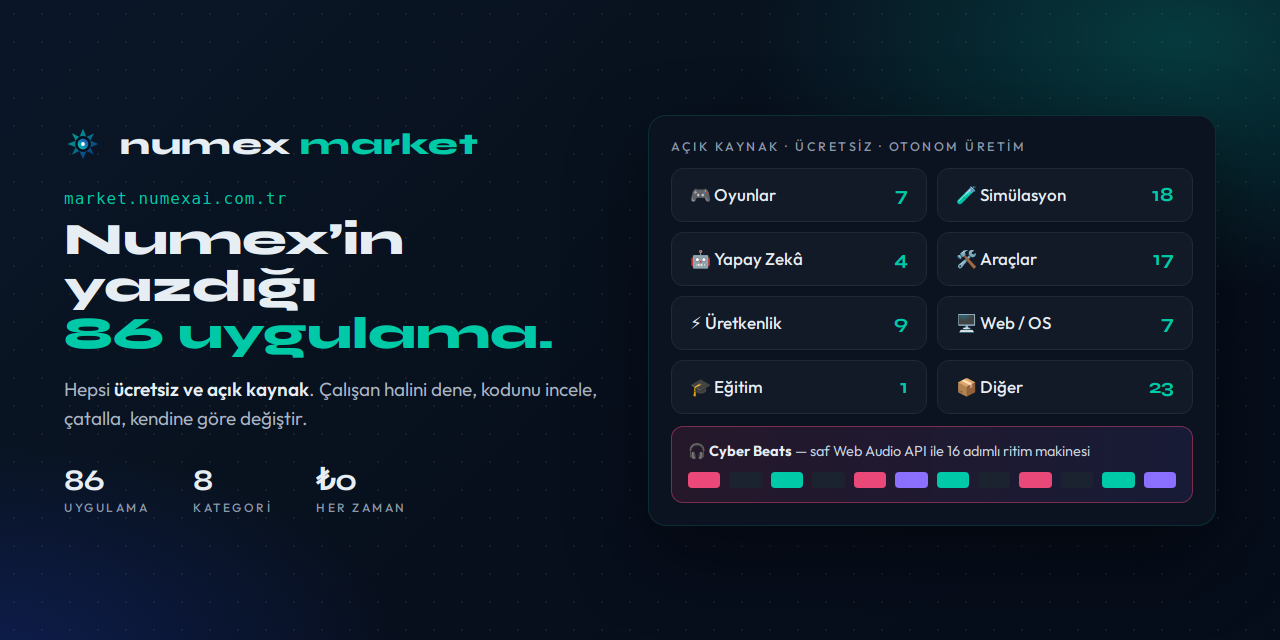 numex market
market.numexai.com.tr
Numex’in
yazdığı
86 uygulama.
Hepsi ücretsiz ve açık kaynak. Çalışan halini dene, kodunu incele,
çatalla, kendine göre değiştir.
86
UYGULAMA
8
KATEGORİ
₺0
HER ZAMAN
AÇIK KAYNAK · ÜCRETSİZ · OTONOM ÜRETİM
🎮 Oyunlar 7
🧪 Simülasyon 18
🤖 Yapay Zekâ 4
🛠️ Araçlar 17
⚡ Üretkenlik 9
🖥️ Web / OS 7
🎓 Eğitim 1
📦 Diğer 23
🎧 Cyber Beats — saf Web Audio API ile 16 adımlı ritim makinesi